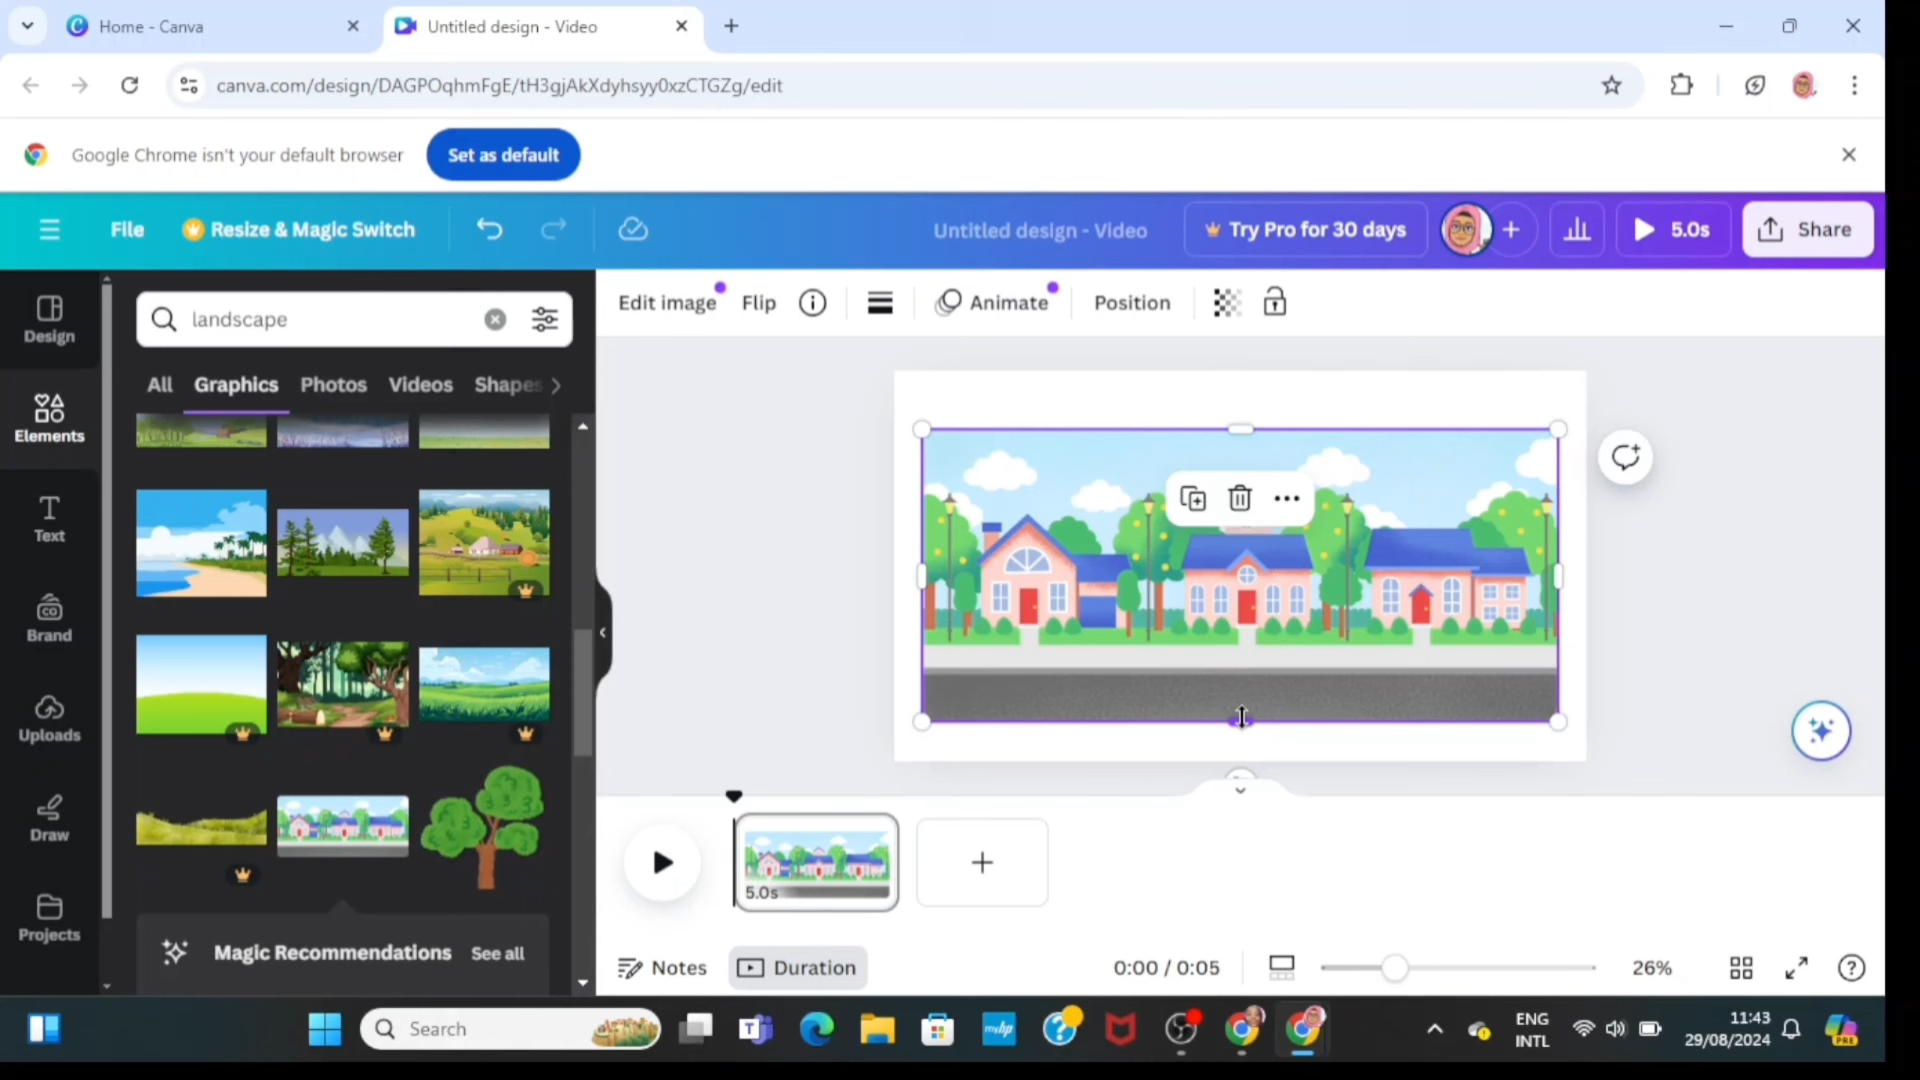 Home - Canva
Untitled design - Video
canva.com/design/DAGPOqhmFgE/tH3gjAkXdyhsyy0xzCTGZg/edit
Google Chrome isn't your default browser
Set as default
File
Resize & Magic Switch
Untitled design - Video
Try Pro for 30 days
5.0s
Share
Design
Elements
Text
Brand
Uploads
Draw
Projects
landscape
All
Graphics
Photos
Videos
Shapes
Magic Recommendations
See all
Edit image
Flip
Animate
Position
5.0s
Notes
Duration
0:00 / 0:05
26%
Search
ENG
INTL
11:43
29/08/2024